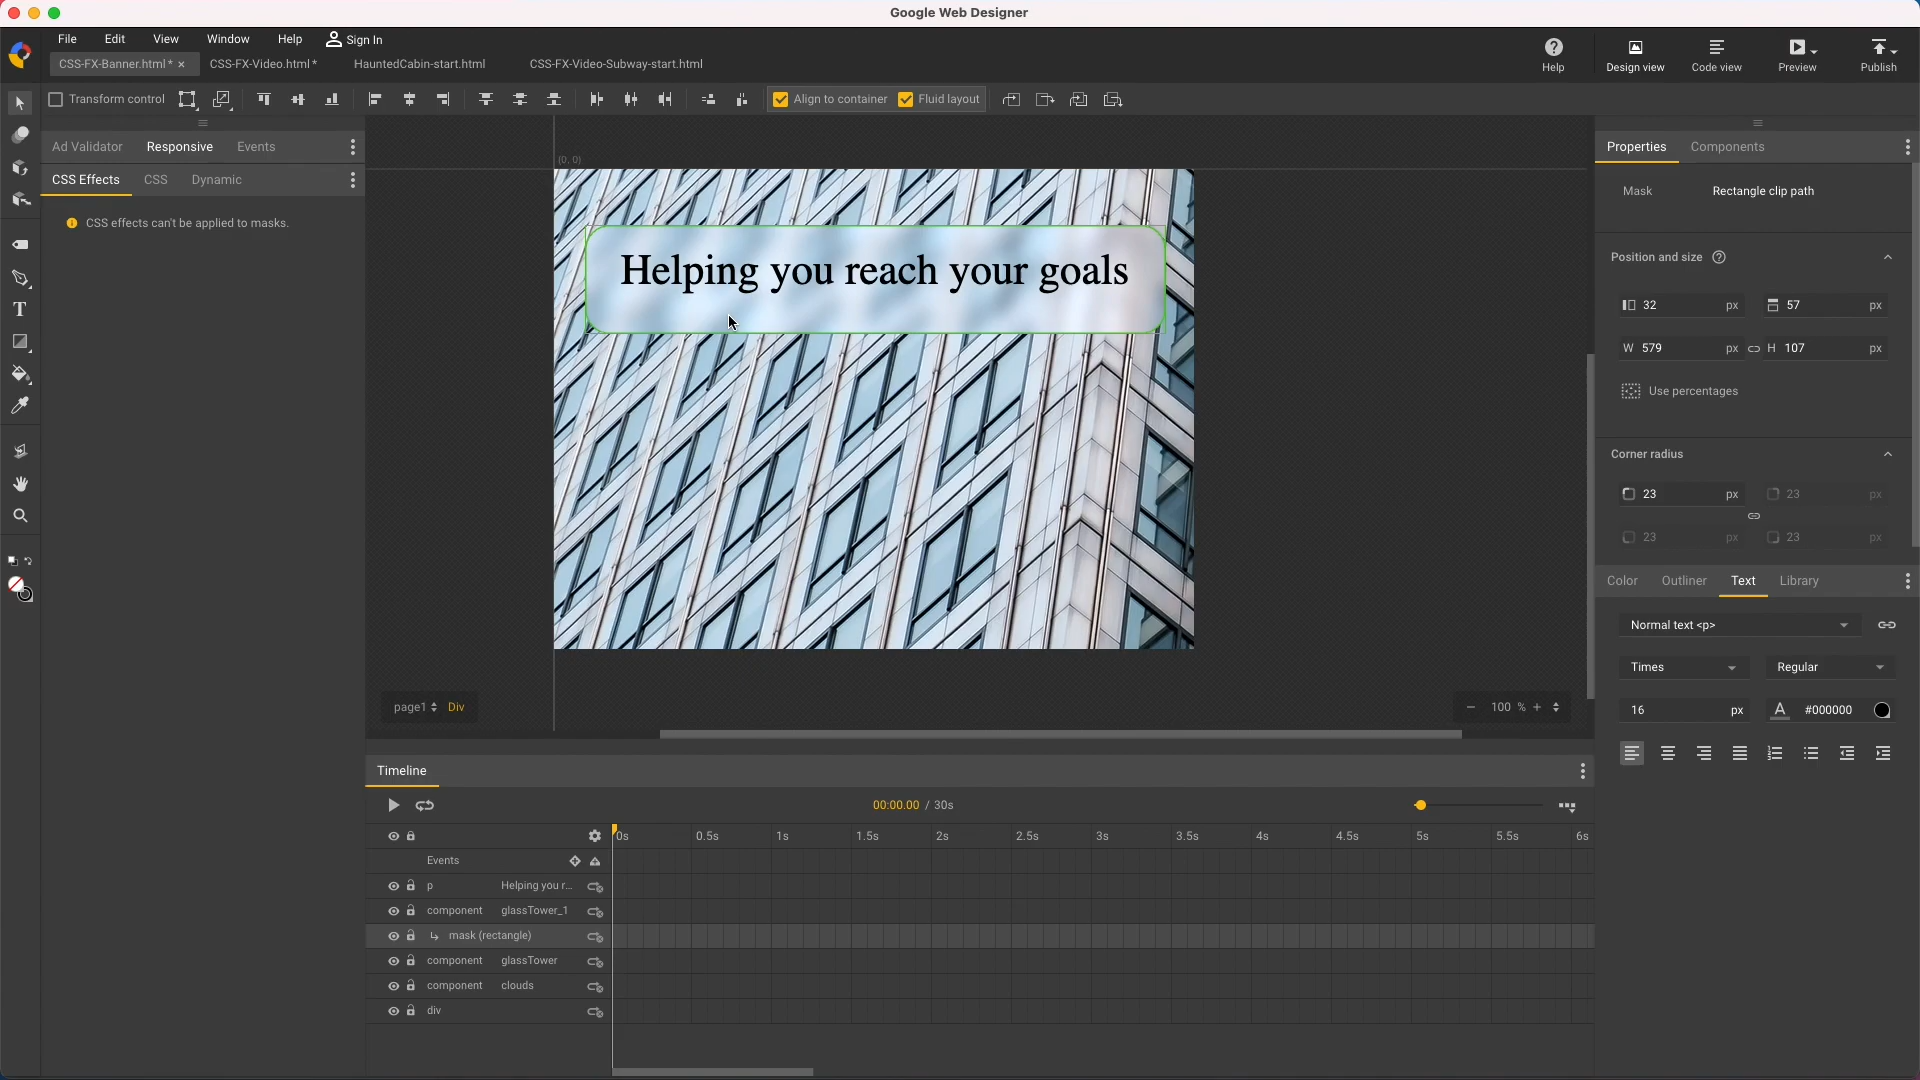 Google Web Designer
File Edit View Window Help Sign In
CSS-FX-Banner.html * × CSS-FX-Video.html * HauntedCabin-start.html CSS-FX-Video-Subway-start.html
Help Design view Code view Preview Publish
Transform control Align to container Fluid layout
Ad Validator Responsive Events
CSS Effects CSS Dynamic
CSS effects can't be applied to masks.
(0, 0)
Helping you reach your goals
page1 Div
100 %
Properties Components
Mask Rectangle clip path
Position and size
32 px 57 px
W 579 px H 107 px
Use percentages
Corner radius
23 px 23 px
23 px 23 px
Color Outliner Text Library
Normal text <p>
Times Regular
16 px A #000000
Timeline
00:00.00 / 30s
0s 0.5s 1s 1.5s 2s 2.5s 3s 3.5s 4s 4.5s 5s 5.5s 6s
Events
p Helping you r...
component glassTower_1
mask (rectangle)
component glassTower
component clouds
div